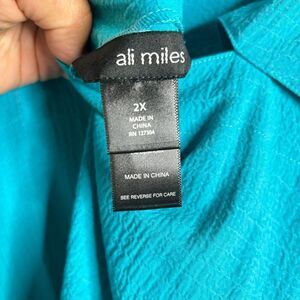 ali miles
2X
MADE IN
CHINA
RN 137304
MADE IN CHINA
SEE REVERSE FOR CARE